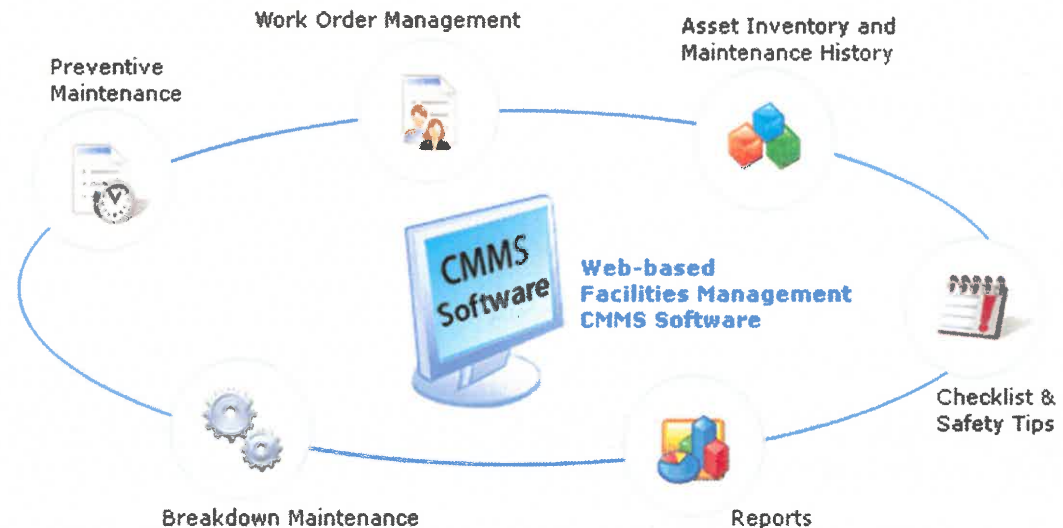 Work Order Management
Asset Inventory and
Maintenance History
Preventive
Maintenance
CMMS
Software
Web-based
Facilities Management
CMMS Software
Checklist &
Safety Tips
Breakdown Maintenance
Reports